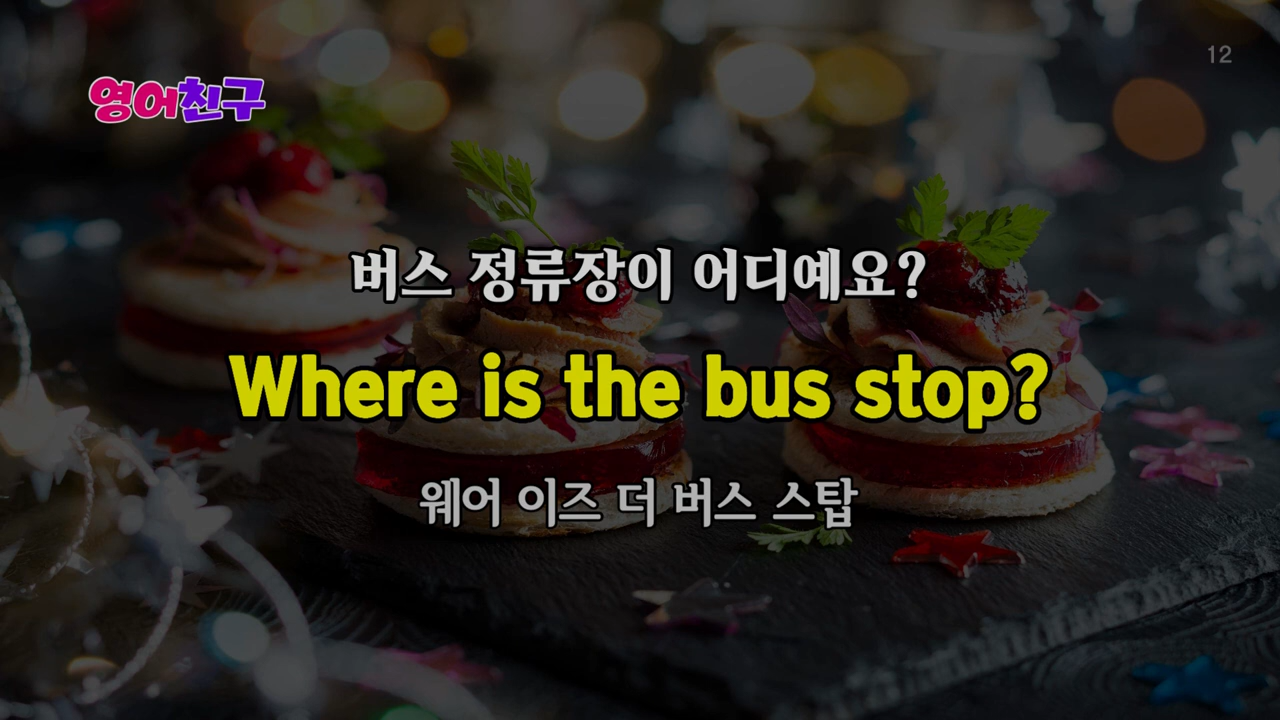 12
영어친구
버스 정류장이 어디예요?
Where is the bus stop?
웨어 이즈 더 버스 스탑